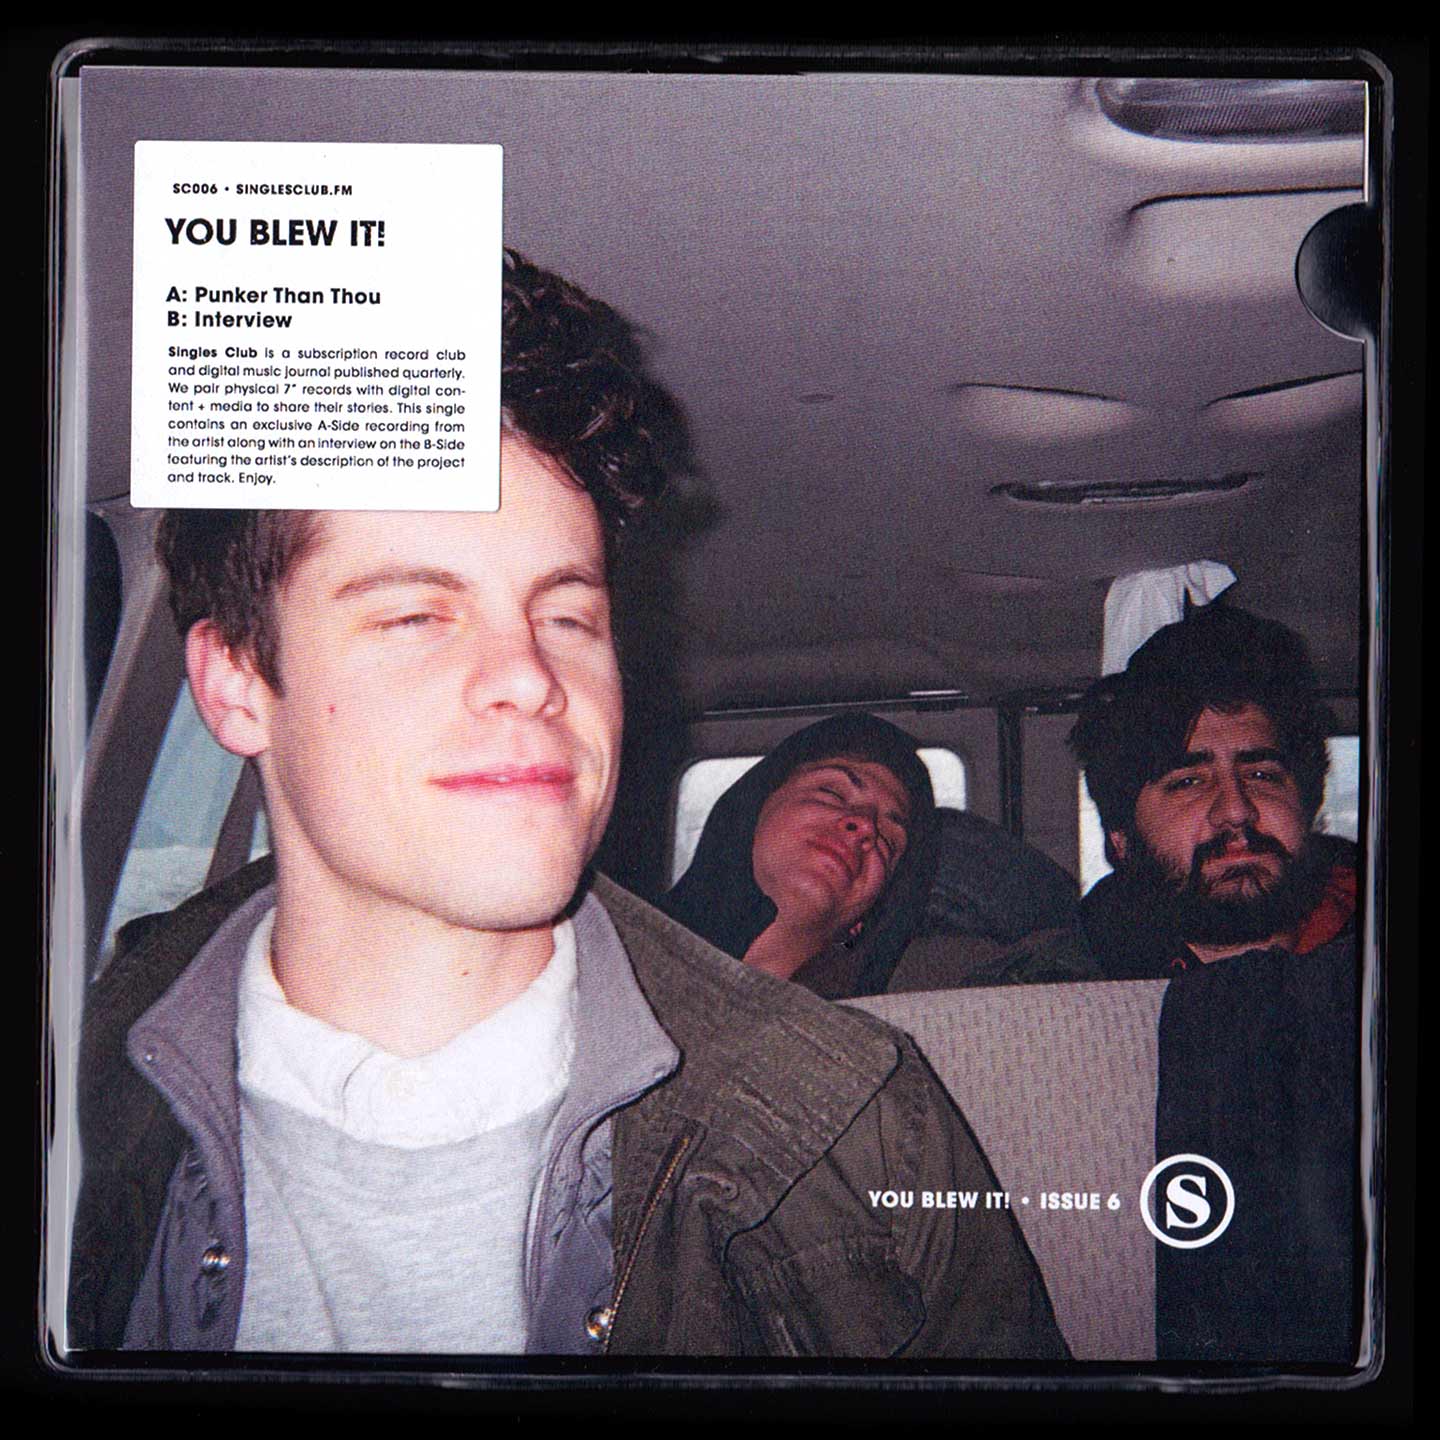 SC006 • SINGLESCLUB.FM
YOU BLEW IT!
A: Punker Than Thou
B: Interview
Singles Club is a subscription record club
and digital music journal published quarterly.
We pair physical 7" records with digital con-
tent + media to share their stories. This single
contains an exclusive A-Side recording from
the artist along with an interview on the B-Side
featuring the artist's description of the project
and track. Enjoy.
YOU BLEW IT! • ISSUE 6 S